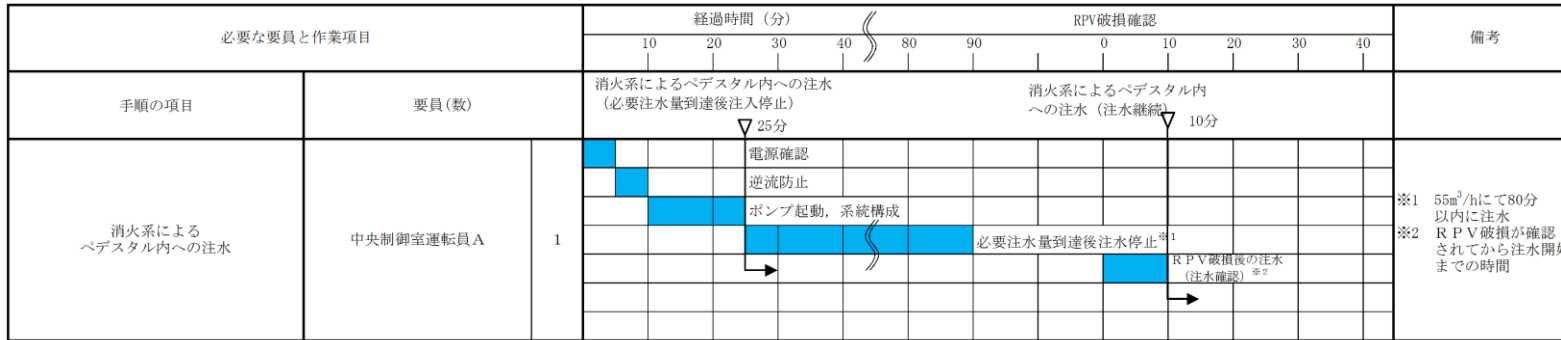 必要な要員と作業項目
経過時間（分）
RPV破損確認
備考
10 20 30 40 80 90 0 10 20 30 40
手順の項目
要員(数)
消火系によるペデスタル内への注水
（必要注水量到達後注入停止）
25分
消火系によるペデスタル内
への注水（注水継続）
10分
消火系による
ペデスタル内への注水
中央制御室運転員Ａ
1
電源確認
逆流防止
ポンプ起動，系統構成
必要注水量到達後注水停止※1
ＲＰＶ破損後の注水
（注水確認）※2
※1 55m³/hにて80分
以内に注水
※2 ＲＰＶ破損が確認
されてから注水開始
までの時間